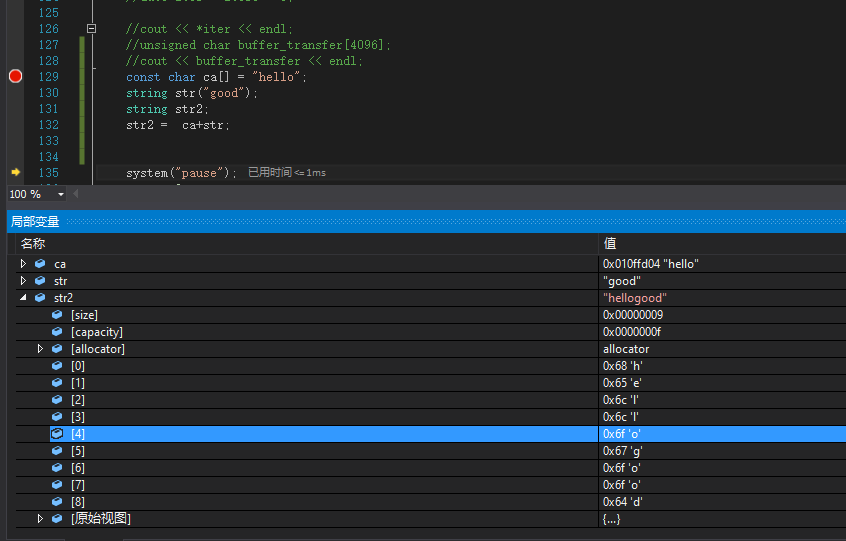 125
126 //cout << *iter << endl;
127 //unsigned char buffer_transfer[4096];
128 //cout << buffer_transfer << endl;
129 const char ca[] = "hello";
130 string str("good");
131 string str2;
132 str2 = ca+str;
133
134
135 system("pause"); 已用时间 <= 1ms
100 %
局部变量
名称 值
ca 0x010ffd04 "hello"
str "good"
str2 "hellogood"
[size] 0x00000009
[capacity] 0x0000000f
[allocator] allocator
[0] 0x68 'h'
[1] 0x65 'e'
[2] 0x6c 'l'
[3] 0x6c 'l'
[4] 0x6f 'o'
[5] 0x67 'g'
[6] 0x6f 'o'
[7] 0x6f 'o'
[8] 0x64 'd'
[原始视图] {...}